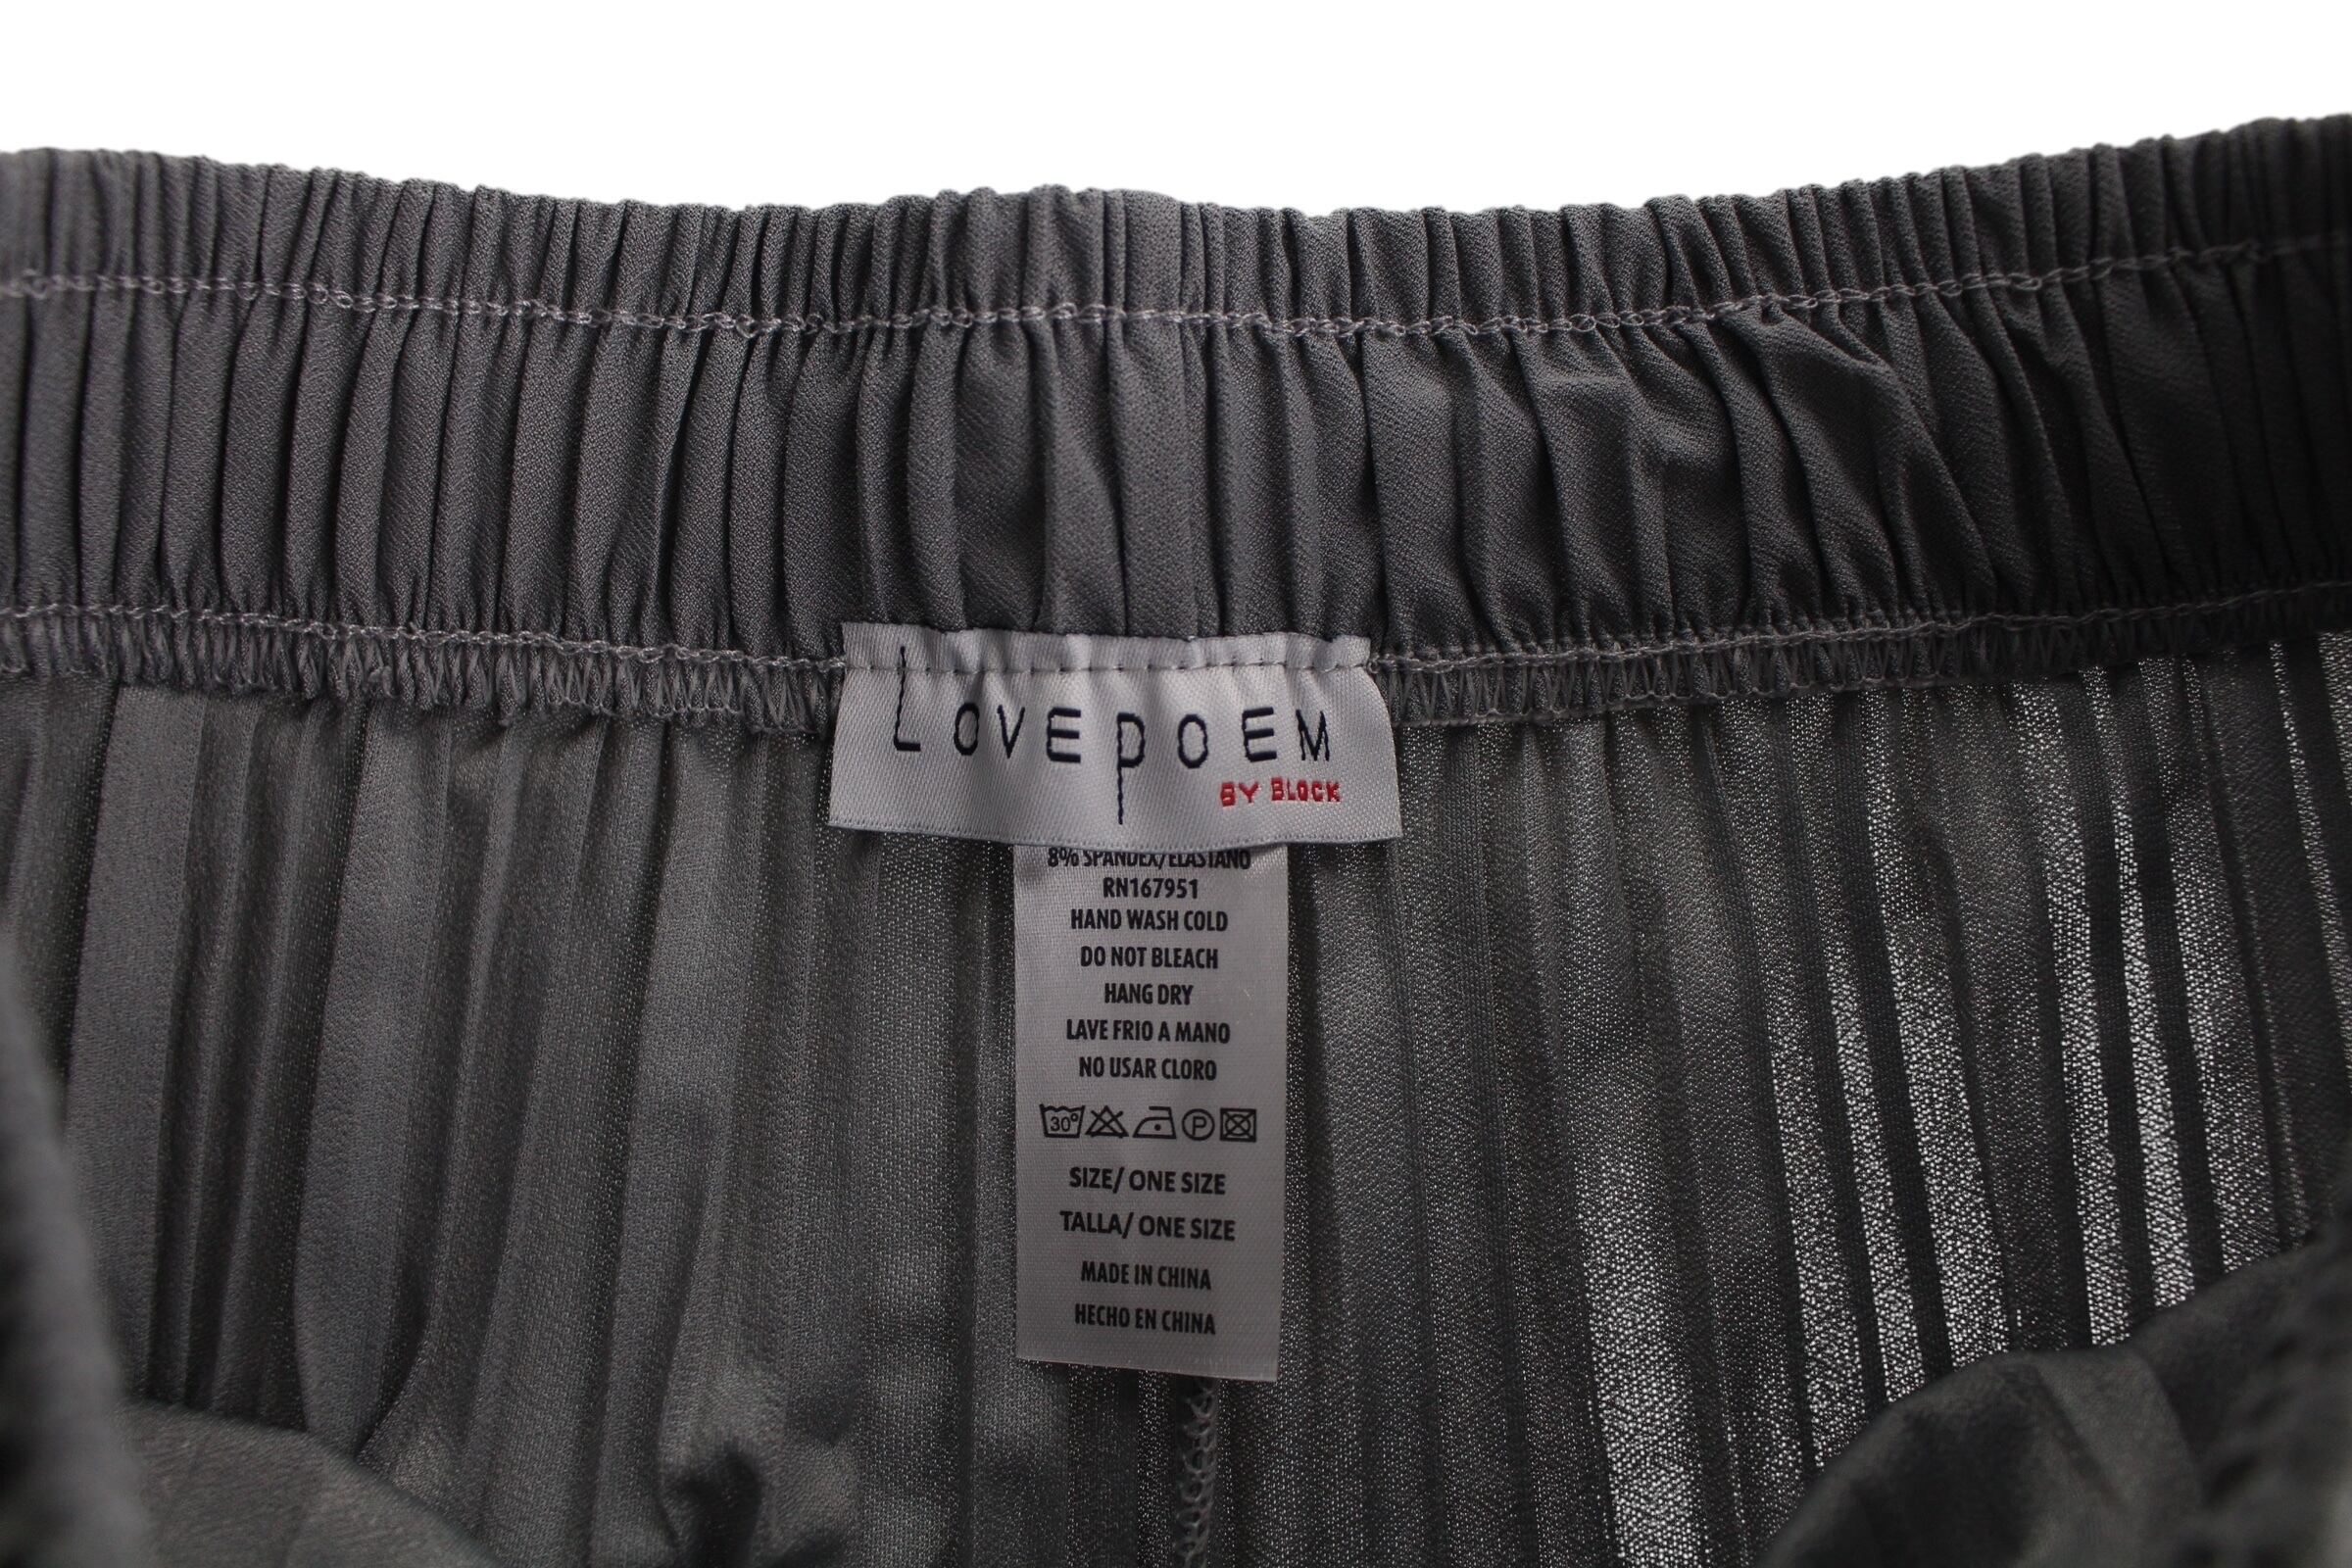 LOVEPOEM
BY BLOCK
8% SPANDEX/ELASTANO
RN167951
HAND WASH COLD
DO NOT BLEACH
HANG DRY
LAVE FRIO A MANO
NO USAR CLORO
30° P
SIZE/ ONE SIZE
TALLA/ ONE SIZE
MADE IN CHINA
HECHO EN CHINA